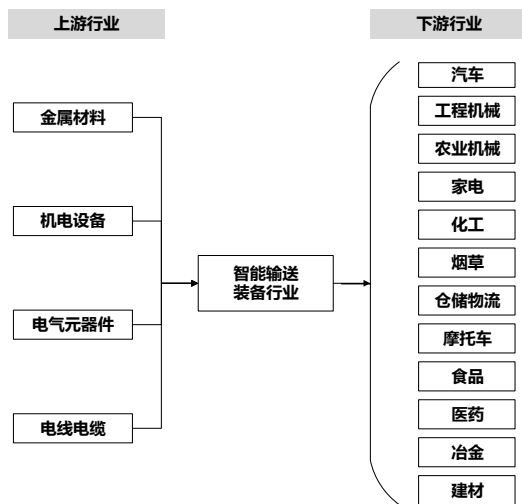 上游行业
下游行业
金属材料
机电设备
电气元器件
电线电缆
智能输送
装备行业
汽车
工程机械
农业机械
家电
化工
烟草
仓储物流
摩托车
食品
医药
冶金
建材